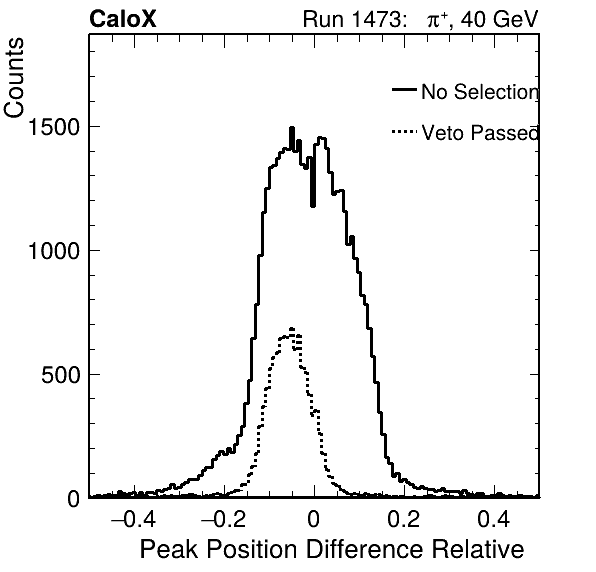 CaloX Run 1473: π⁺, 40 GeV
Counts
No Selection
Veto Passed
1500
1000
500
0
−0.4 −0.2 0 0.2 0.4
Peak Position Difference Relative